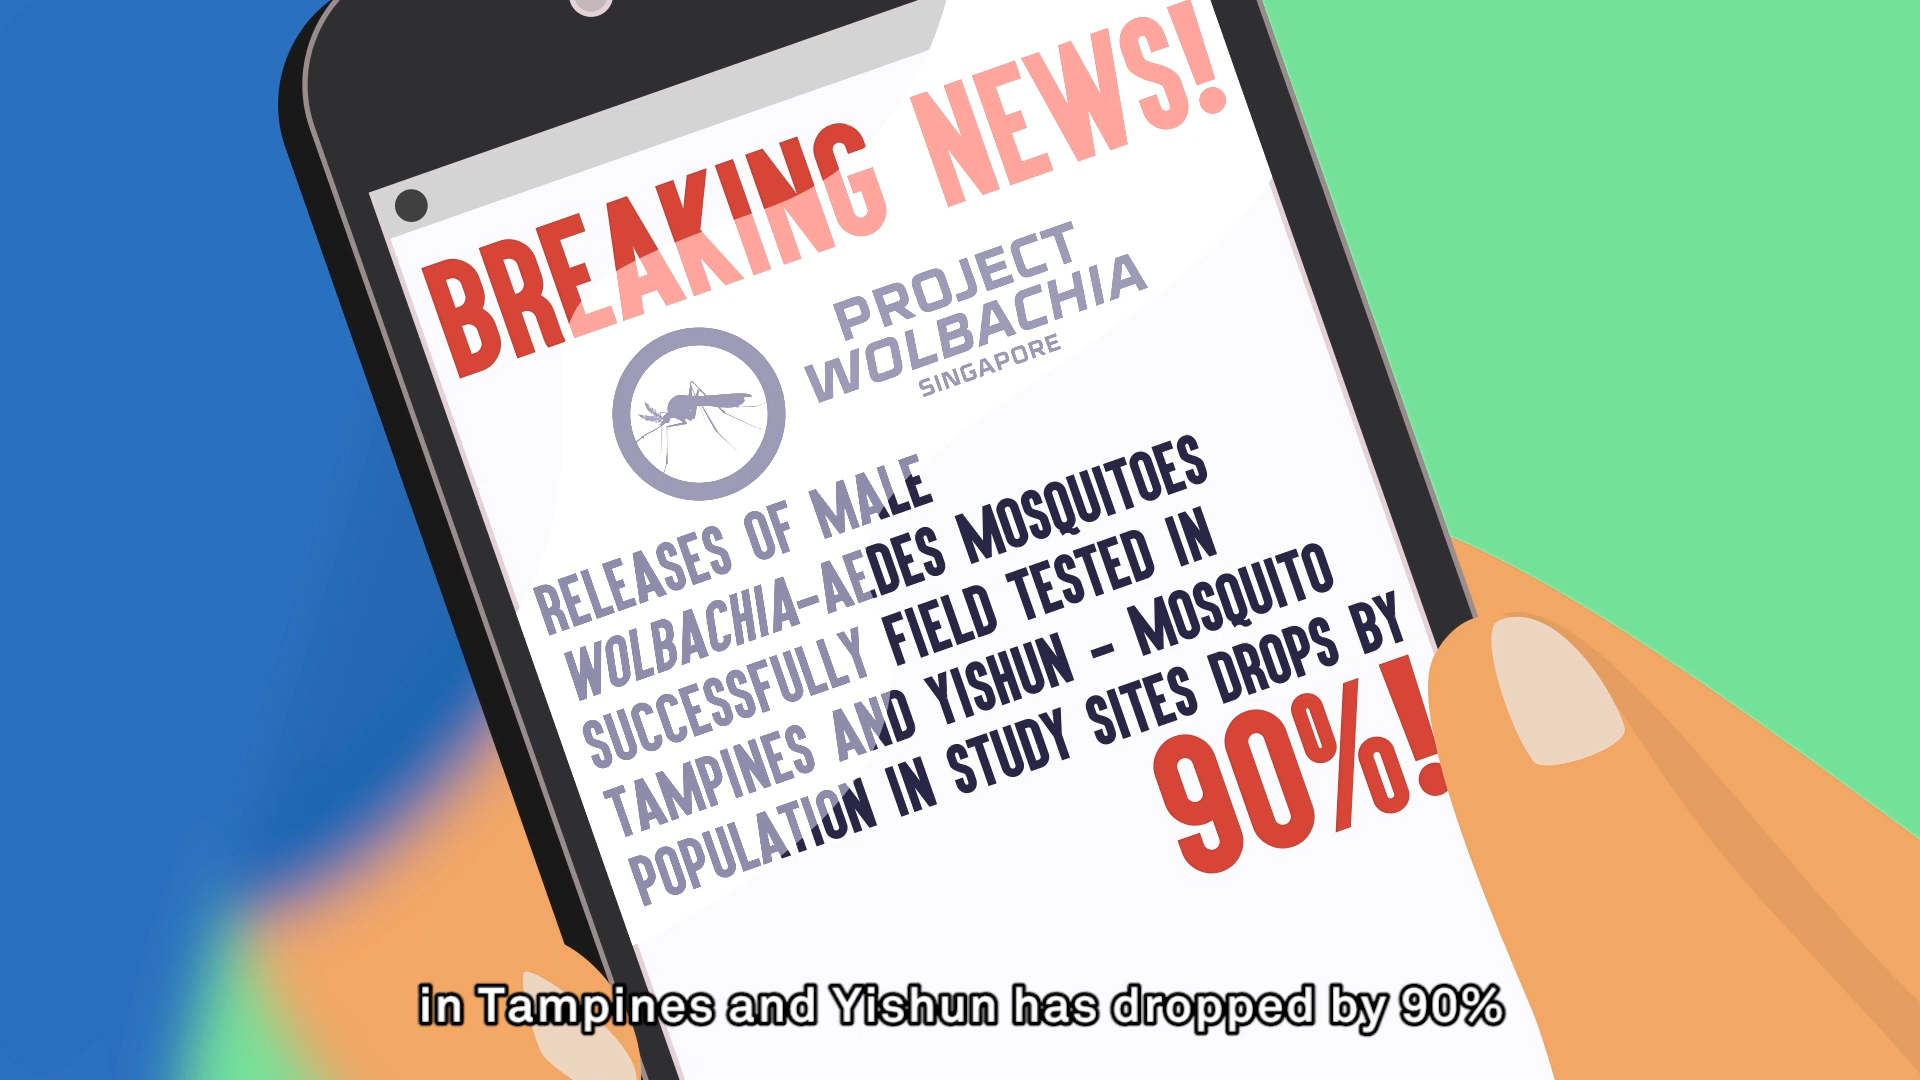 BREAKING NEWS!
PROJECT
WOLBACHIA
SINGAPORE
RELEASES OF MALE
WOLBACHIA-AEDES MOSQUITOES
SUCCESSFULLY FIELD TESTED IN
TAMPINES AND YISHUN - MOSQUITO
POPULATION IN STUDY SITES DROPS BY
90%!
in Tampines and Yishun has dropped by 90%